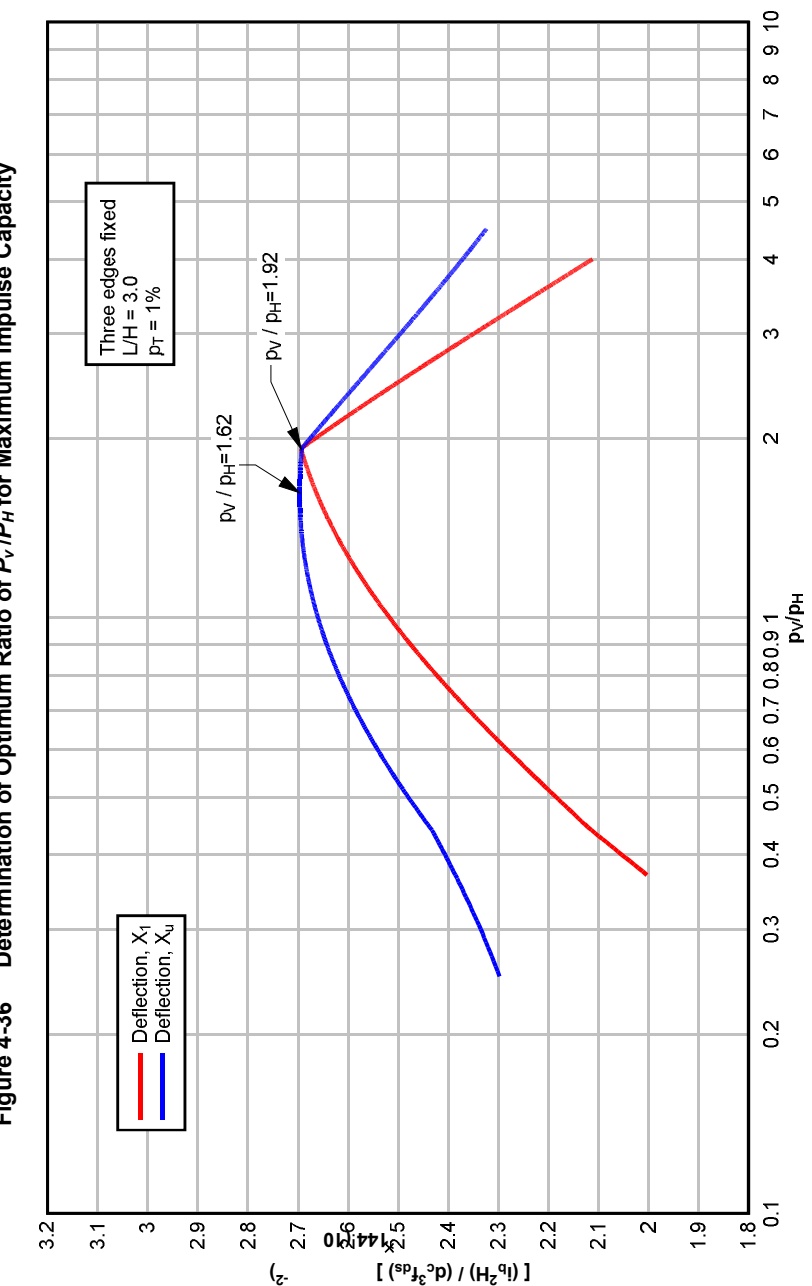 Figure 4-36 Determination of Optimum Ratio of Pv/PH for Maximum Impulse Capacity
3.2
3.1
3
2.9
2.8
2.7
2.6
2.5
2.4
2.3
2.2
2.1
2
1.9
1.8
[ (ib²H) / (dc³fds) ]
x144 (10
-2)
Deflection, X1
Deflection, Xu
pV / pH=1.62
pV / pH=1.92
Three edges fixed
L/H = 3.0
pT = 1%
0.1 0.2 0.3 0.4 0.5 0.6 0.7 0.8 0.9 1 2 3 4 5 6 7 8 9 10
pV/pH